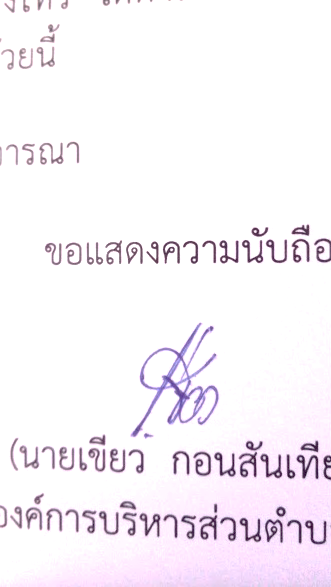 ด้วยนี้
ารณา
ขอแสดงความนับถือ
(นายเขียว กอนสันเทีย
องค์การบริหารส่วนตำบ